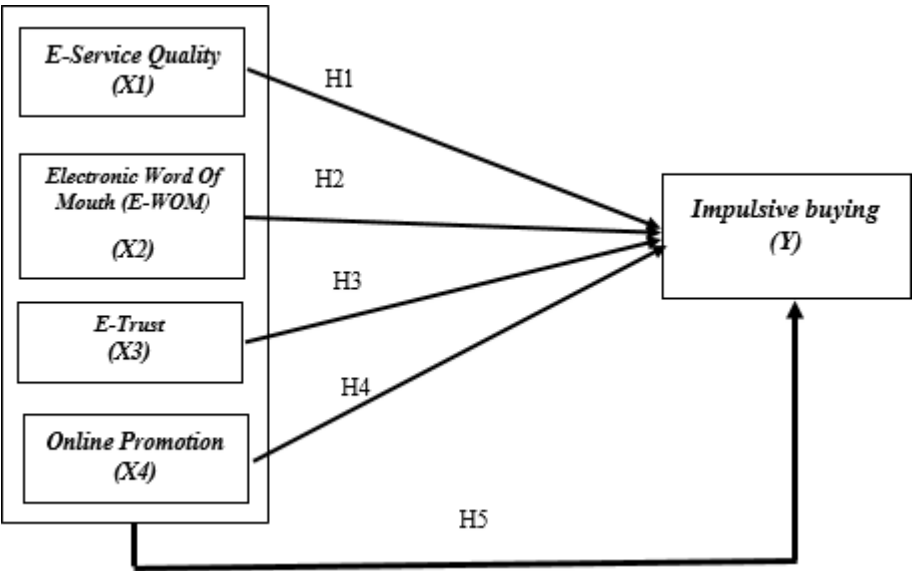 E-Service Quality
(X1)
H1
Electronic Word Of
Mouth (E-WOM)
(X2)
H2
Impulsive buying
(Y)
E-Trust
(X3)
H3
Online Promotion
(X4)
H4
H5